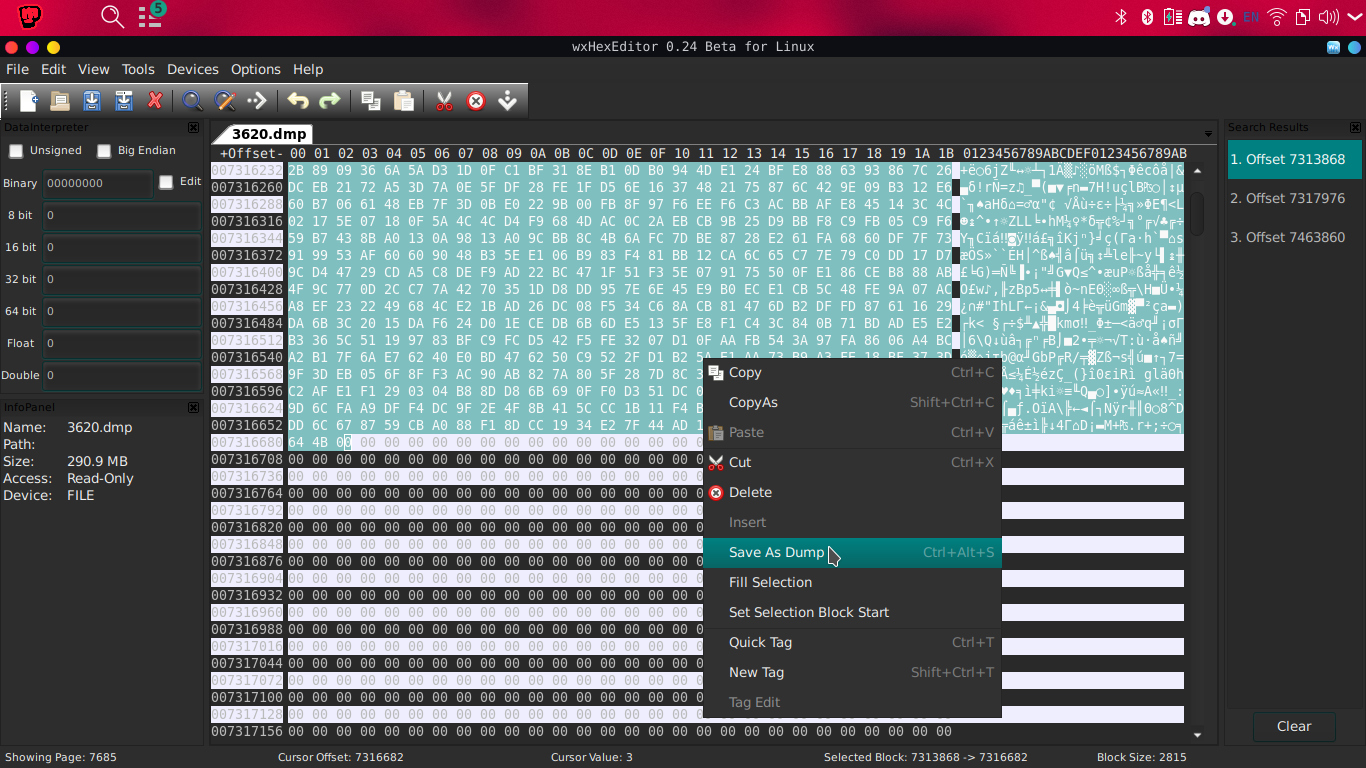 5
EN
wxHexEditor 0.24 Beta for Linux
File Edit View Tools Devices Options Help
DataInterpreter
Unsigned Big Endian
Binary 00000000 Edit
8 bit 0
16 bit 0
32 bit 0
64 bit 0
Float 0
Double 0
InfoPanel
Name: 3620.dmp
Path:
Size: 290.9 MB
Access: Read-Only
Device: FILE
3620.dmp
+Offset- 00 01 02 03 04 05 06 07 08 09 0A 0B 0C 0D 0E 0F 10 11 12 13 14 15 16 17 18 19 1A 1B 0123456789ABCDEF0123456789AB
007316232 2B 89 09 36 6A 5A D3 1D 0F C1 BF 31 8E B1 0D B0 94 4D E1 24 BF E8 88 63 93 86 7C 26
007316260 DC EB 21 72 A5 3D 7A 0E 5F DF 28 FE 1F D5 6E 16 37 48 21 75 87 6C 42 9E 09 B3 12 E6
007316288 60 B7 06 61 48 EB 7F 3D 0B E0 22 9B 00 FB 8F 97 F6 EE F6 C3 AC BB AF E8 45 14 3C 4C
007316316 02 17 5E 07 18 0F 5A 4C 4C D4 F9 68 4D AC 0C 2A EB CB 9B 25 D9 BB F8 C9 FB 05 C9 F6
007316344 59 B7 43 8B A0 13 0A 98 13 A0 9C BB 8C 4B 6A FC 7D BE 87 28 E2 61 FA 68 60 DF 7F 73
007316372 91 99 53 AF 60 60 90 48 B3 5E E1 06 B9 83 F4 81 BB 12 CA 6C 65 C7 7E 79 C0 DD 17 D7
007316400 9C D4 47 29 CD A5 C8 DE F9 AD 22 BC 47 1F 51 F3 5E 07 91 75 50 0F E1 86 CE B8 88 AB
007316428 4F 9C 77 0D 2C C7 7A 42 70 35 1D D8 DD 95 7E 6E 45 E9 B0 EC E1 CB 5C 48 FE 9A 07 AC
007316456 A8 EF 23 22 49 68 4C E2 1B AD 26 DC 08 F5 34 C6 8A CB 81 47 6D B2 DF FD 87 61 16 29
007316484 DA 6B 3C 20 15 DA F6 24 D0 1E CE DB 6B 6D E5 13 5F E8 F1 C4 3C 84 0B 71 BD AD E5 E2
007316512 B3 36 5C 51 19 97 83 BF C9 FC D5 42 F5 FE 32 07 D1 0F AA FB 54 3A 97 FA 86 06 A4 BC
007316540 A2 B1 7F 6A E7 62 40 E0 BD 47 62 50 C9 52 2F D1 B2
007316568 9F 3D EB 05 0F 8F F3 AC 90 AB 82 7A 80 5F 28 7D 8C
007316596 C2 AF E1 F1 29 03 04 B8 8D D8 6B 69 F0 F0 D3 51 DC
007316624 9D 6C FA A9 DF F4 DC 9F 2E 4F 8B 41 5C CC 1B 11 F4
007316652 DD 6C 67 87 59 CB A0 88 F1 8D CC 19 34 E2 7F 44 AD
007316680 64 4B 00 00 00 00 00 00 00 00 00 00 00 00 00 00 00
007316708 00 00 00 00 00 00 00 00 00 00 00 00 00 00 00 00 00
007316736 00 00 00 00 00 00 00 00 00 00 00 00 00 00 00 00 00
007316764 00 00 00 00 00 00 00 00 00 00 00 00 00 00 00 00 00
007316792 00 00 00 00 00 00 00 00 00 00 00 00 00 00 00 00 00
007316820 00 00 00 00 00 00 00 00 00 00 00 00 00 00 00 00 00
007316848 00 00 00 00 00 00 00 00 00 00 00 00 00 00 00 00 00
007316876 00 00 00 00 00 00 00 00 00 00 00 00 00 00 00 00 00
007316904 00 00 00 00 00 00 00 00 00 00 00 00 00 00 00 00 00
007316932 00 00 00 00 00 00 00 00 00 00 00 00 00 00 00 00 00
007316960 00 00 00 00 00 00 00 00 00 00 00 00 00 00 00 00 00
007316988 00 00 00 00 00 00 00 00 00 00 00 00 00 00 00 00 00
007317016 00 00 00 00 00 00 00 00 00 00 00 00 00 00 00 00 00
007317044 00 00 00 00 00 00 00 00 00 00 00 00 00 00 00 00 00
007317072 00 00 00 00 00 00 00 00 00 00 00 00 00 00 00 00 00
007317100 00 00 00 00 00 00 00 00 00 00 00 00 00 00 00 00 00
007317128 00 00 00 00 00 00 00 00 00 00 00 00 00 00 00 00 00
007317156 00 00 00 00 00 00 00 00 00 00 00 00 00 00 00 00 00 00 00 00 00 00 00 00 00 00 00 00
Copy Ctrl+C
CopyAs Shift+Ctrl+C
Paste Ctrl+V
Cut Ctrl+X
Delete
Insert
Save As Dump Ctrl+Alt+S
Fill Selection
Set Selection Block Start
Quick Tag Ctrl+T
New Tag Shift+Ctrl+T
Tag Edit
Search Results
1. Offset 7313868
2. Offset 7317976
3. Offset 7463860
Clear
Showing Page: 7685 Cursor Offset: 7316682 Cursor Value: 3 Selected Block: 7313868 -> 7316682 Block Size: 2815